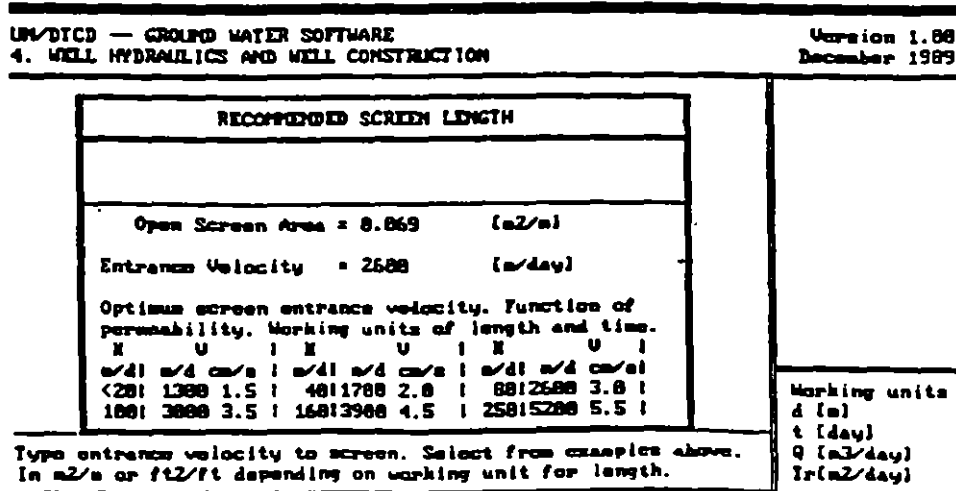 UN/DTCD — GROUND WATER SOFTWARE
Version 1.00
4. WELL HYDRAULICS AND WELL CONSTRUCTION
December 1989
RECOMMENDED SCREEN LENGTH
Open Screen Area = 0.069 [m2/m]
Entrance Velocity = 2600 [m/day]
Optimum screen entrance velocity. Function of
permeability. Working units of length and time.
K V | K V | K V |
m/d| m/d cm/s | m/d| m/d cm/s | m/d| m/d cm/s|
<20| 1300 1.5 | 40|1700 2.0 | 80|2600 3.0 |
100| 3000 3.5 | 160|3900 4.5 | 250|5200 5.5 |
Type entrance velocity to screen. Select from examples above.
In m2/m or ft2/ft depending on working unit for length.
Working units
d [m]
t [day]
Q [m3/day]
Tr[m2/day]